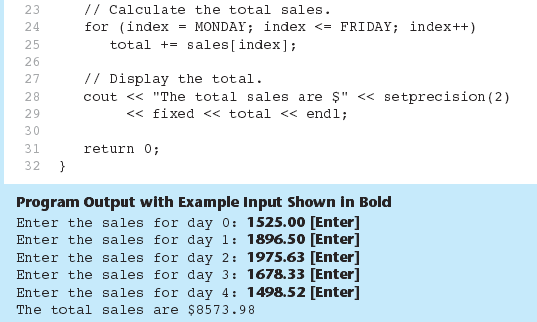 23 // Calculate the total sales.
24 for (index = MONDAY; index <= FRIDAY; index++)
25 total += sales[index];
26
27 // Display the total.
28 cout << "The total sales are $" << setprecision(2)
29 << fixed << total << endl;
30
31 return 0;
32 }
Program Output with Example Input Shown in Bold
Enter the sales for day 0: 1525.00 [Enter]
Enter the sales for day 1: 1896.50 [Enter]
Enter the sales for day 2: 1975.63 [Enter]
Enter the sales for day 3: 1678.33 [Enter]
Enter the sales for day 4: 1498.52 [Enter]
The total sales are $8573.98